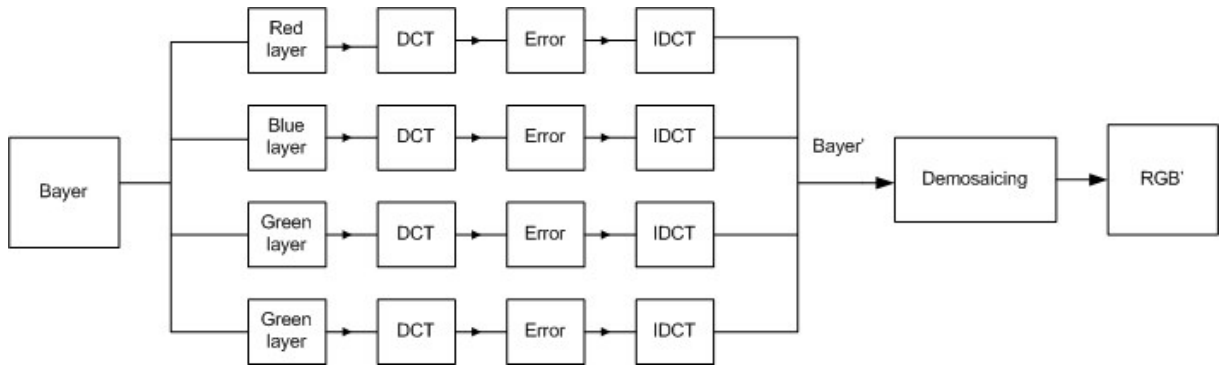 Red
layer
DCT
Error
IDCT
Blue
layer
DCT
Error
IDCT
Bayer
Bayer'
Demosaicing
RGB'
Green
layer
DCT
Error
IDCT
Green
layer
DCT
Error
IDCT